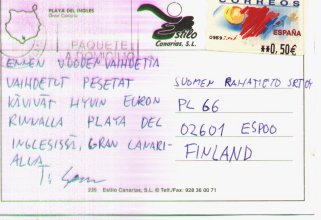 PLAYA DEL INGLES
Gran Canaria
Estilo
Canarias, S.L.
CORREOS
ESPAÑA
**0,50€
PAQUETE
A DOMICILIO
ENNEN VUODEN VAIHDETTA
VAIHDETUT PESETAT
KÄVIVÄT HYVIN EURON
RINNALLA PLAYA DEL
INGLESISSÄ, GRAN CANARI-
ALLA
SUOMEN RAHATIETO
PL 66
02601 ESPOO
FINLAND
235 Estilo Canarias, S.L. © Telf./Fax: 928 36 00 71